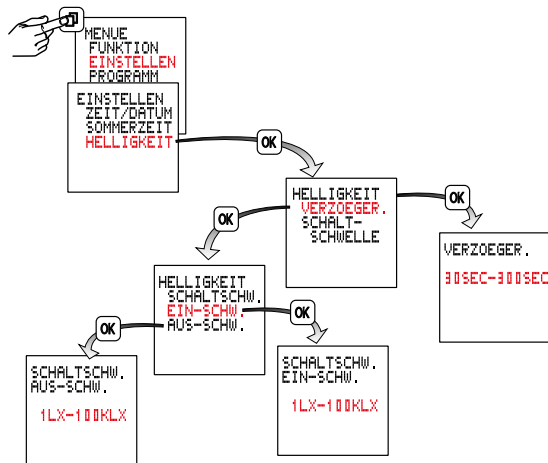 MENUE
FUNKTION
EINSTELLEN
PROGRAMM
EINSTELLEN
ZEIT/DATUM
SOMMERZEIT
HELLIGKEIT
OK
HELLIGKEIT
VERZOEGER.
SCHALT-
SCHWELLE
OK
OK
VERZOEGER.
30SEC-300SEC
HELLIGKEIT
SCHALTSCHW.
EIN-SCHW.
AUS-SCHW.
OK
OK
SCHALTSCHW.
AUS-SCHW.
1LX-100KLX
SCHALTSCHW.
EIN-SCHW.
1LX-100KLX